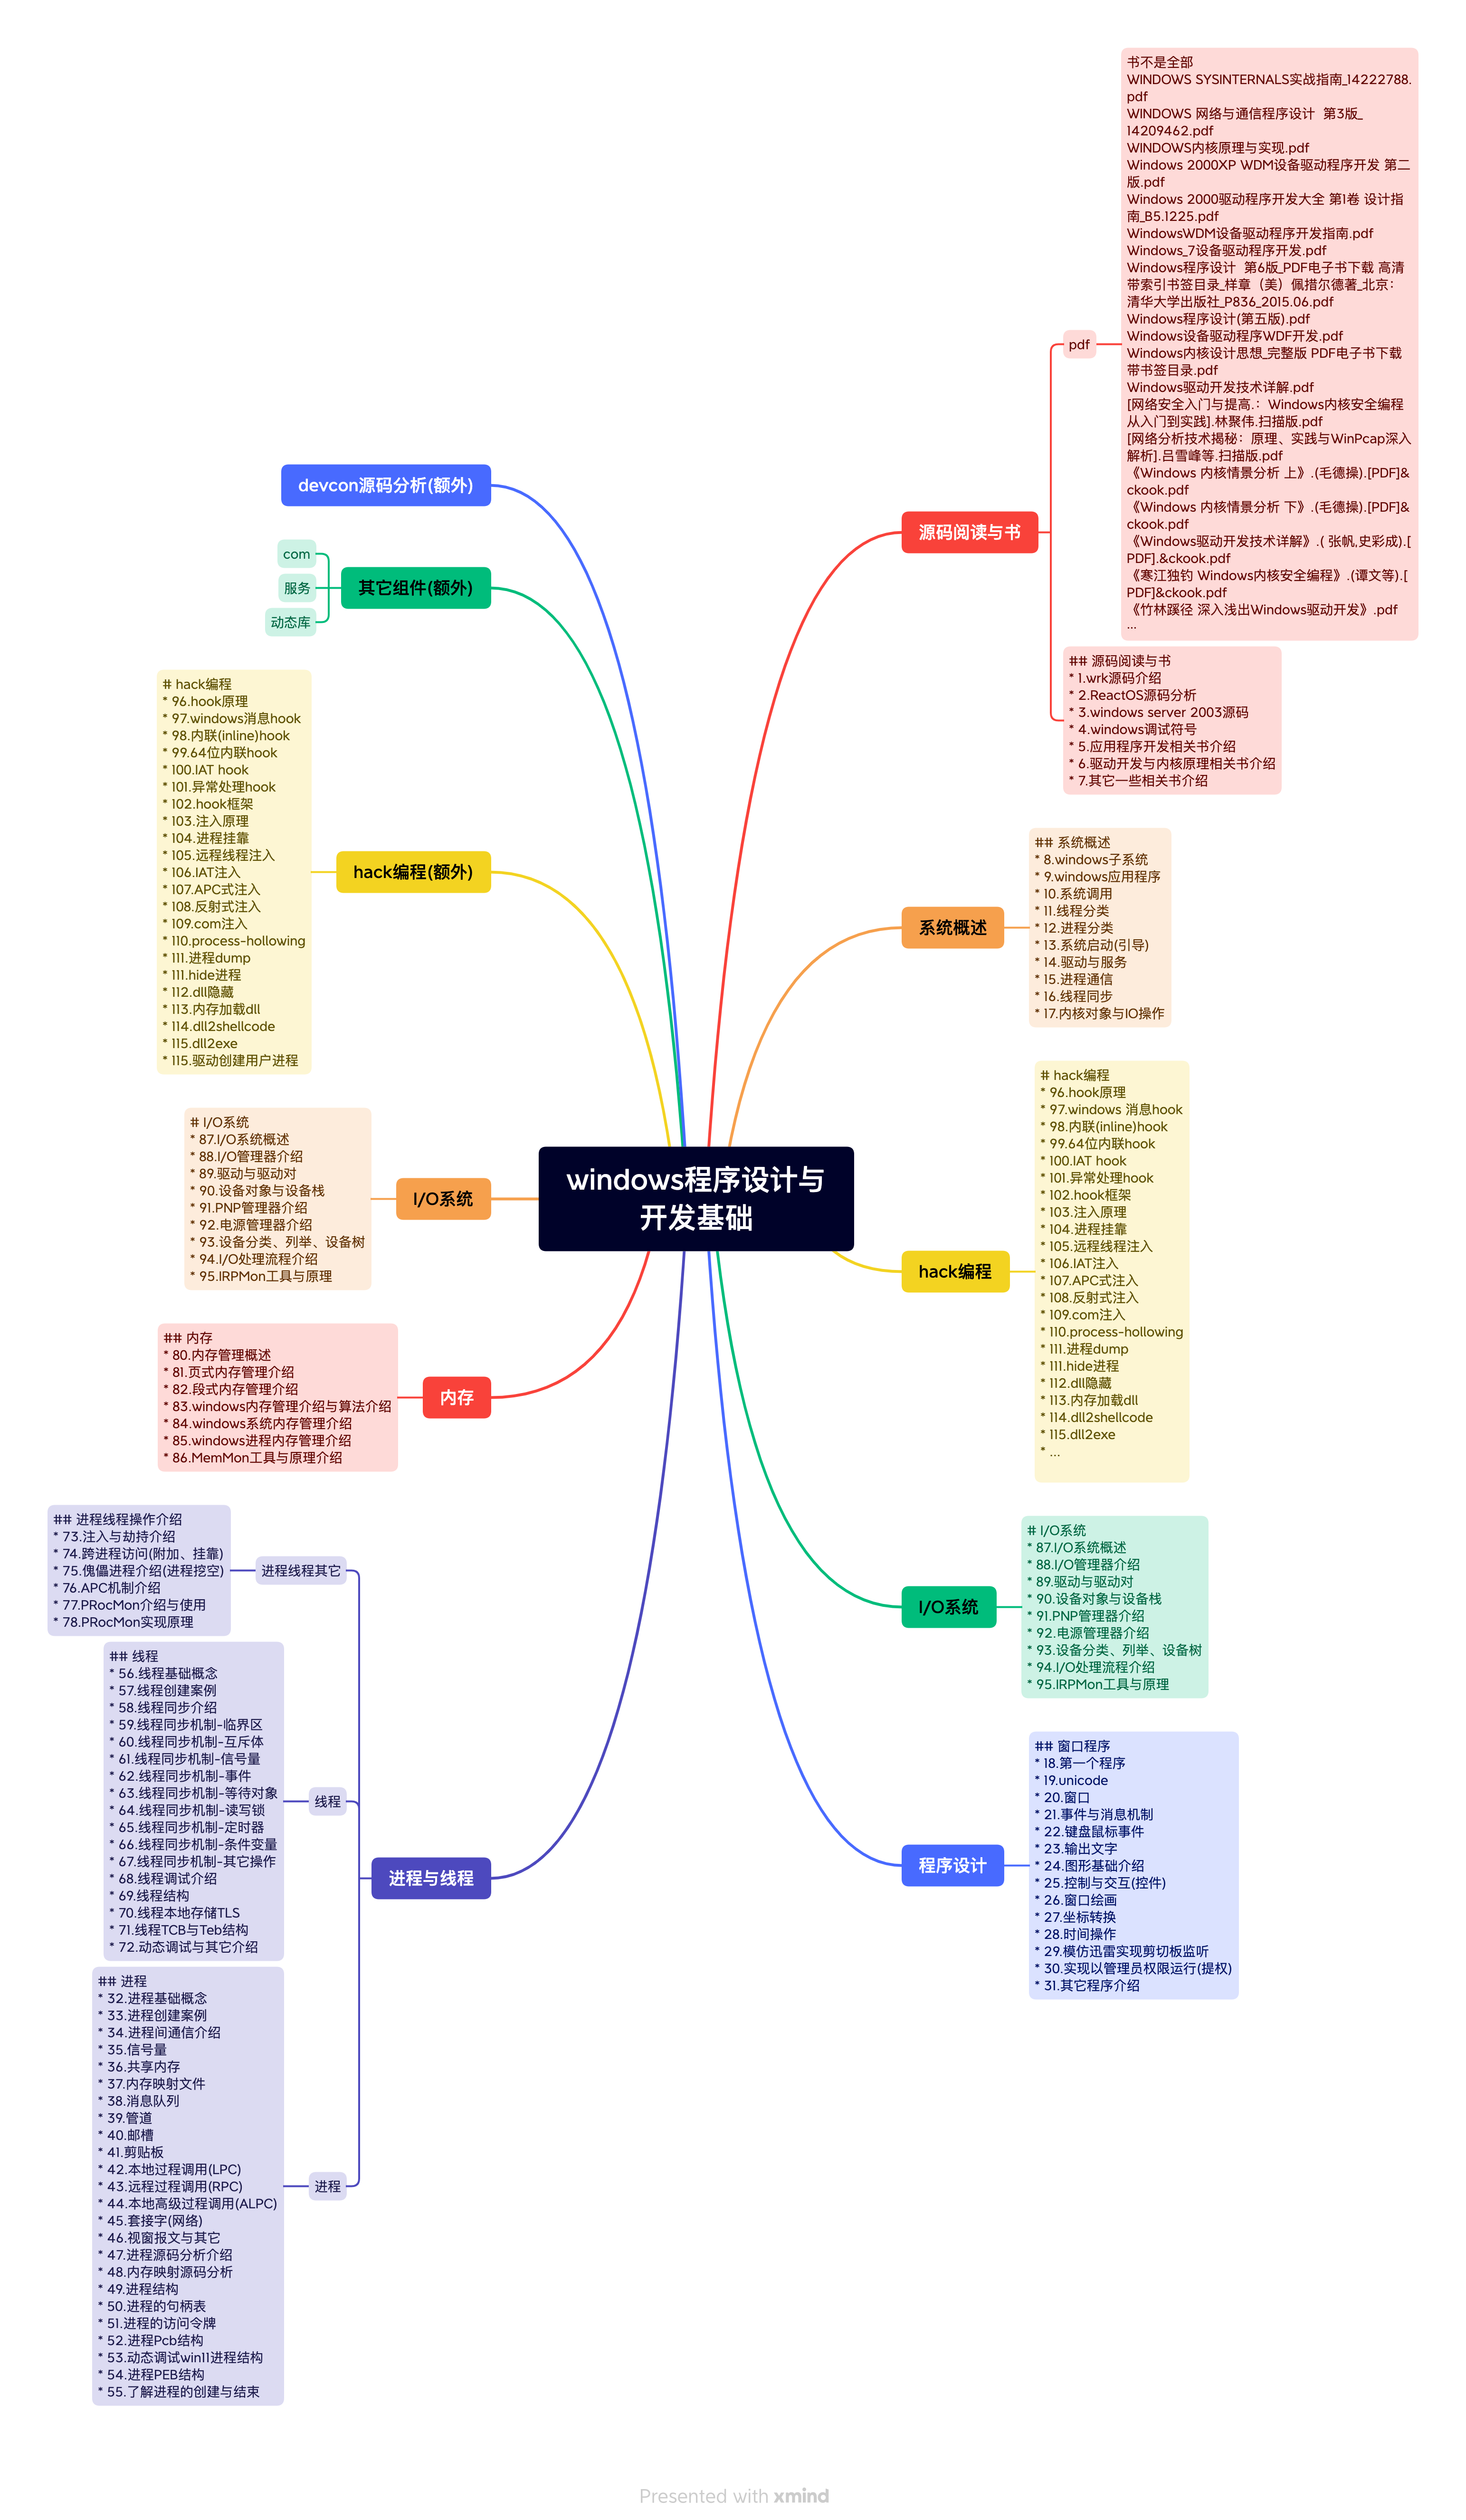 windows程序设计与
开发基础
源码阅读与书
pdf
书不是全部
WINDOWS SYSINTERNALS实战指南_14222788.
pdf
WINDOWS 网络与通信程序设计  第3版_
14209462.pdf
WINDOWS内核原理与实现.pdf
Windows 2000XP WDM设备驱动程序开发 第二
版.pdf
Windows 2000驱动程序开发大全 第1卷 设计指
南_B5.1225.pdf
WindowsWDM设备驱动程序开发指南.pdf
Windows_7设备驱动程序开发.pdf
Windows程序设计  第6版_PDF电子书下载 高清
带索引书签目录_样章（美）佩措尔德著_北京：
清华大学出版社_P836_2015.06.pdf
Windows程序设计(第五版).pdf
Windows设备驱动程序WDF开发.pdf
Windows内核设计思想_完整版 PDF电子书下载
带书签目录.pdf
Windows驱动开发技术详解.pdf
[网络安全入门与提高.：Windows内核安全编程
从入门到实践].林聚伟.扫描版.pdf
[网络分析技术揭秘：原理、实践与WinPcap深入
解析].吕雪峰等.扫描版.pdf
《Windows 内核情景分析 上》.(毛德操).[PDF]&
ckook.pdf
《Windows 内核情景分析 下》.(毛德操).[PDF]&
ckook.pdf
《Windows驱动开发技术详解》.( 张帆,史彩成).[
PDF].&ckook.pdf
《寒江独钓 Windows内核安全编程》.(谭文等).[
PDF]&ckook.pdf
《竹林蹊径 深入浅出Windows驱动开发》.pdf
...
## 源码阅读与书
* 1.wrk源码介绍
* 2.ReactOS源码分析
* 3.windows server 2003源码
* 4.windows调试符号
* 5.应用程序开发相关书介绍
* 6.驱动开发与内核原理相关书介绍
* 7.其它一些相关书介绍
系统概述
## 系统概述
* 8.windows子系统
* 9.windows应用程序
* 10.系统调用
* 11.线程分类
* 12.进程分类
* 13.系统启动(引导)
* 14.驱动与服务
* 15.进程通信
* 16.线程同步
* 17.内核对象与IO操作
hack编程
# hack编程
* 96.hook原理
* 97.windows 消息hook
* 98.内联(inline)hook
* 99.64位内联hook
* 100.IAT hook
* 101.异常处理hook
* 102.hook框架
* 103.注入原理
* 104.进程挂靠
* 105.远程线程注入
* 106.IAT注入
* 107.APC式注入
* 108.反射式注入
* 109.com注入
* 110.process-hollowing
* 111.进程dump
* 111.hide进程
* 112.dll隐藏
* 113.内存加载dll
* 114.dll2shellcode
* 115.dll2exe
* ...
I/O系统
# I/O系统
* 87.I/O系统概述
* 88.I/O管理器介绍
* 89.驱动与驱动对
* 90.设备对象与设备栈
* 91.PNP管理器介绍
* 92.电源管理器介绍
* 93.设备分类、列举、设备树
* 94.I/O处理流程介绍
* 95.IRPMon工具与原理
程序设计
## 窗口程序
* 18.第一个程序
* 19.unicode
* 20.窗口
* 21.事件与消息机制
* 22.键盘鼠标事件
* 23.输出文字
* 24.图形基础介绍
* 25.控制与交互(控件)
* 26.窗口绘画
* 27.坐标转换
* 28.时间操作
* 29.模仿迅雷实现剪切板监听
* 30.实现以管理员权限运行(提权)
* 31.其它程序介绍
devcon源码分析(额外)
其它组件(额外)
com
服务
动态库
hack编程(额外)
# hack编程
* 96.hook原理
* 97.windows消息hook
* 98.内联(inline)hook
* 99.64位内联hook
* 100.IAT hook
* 101.异常处理hook
* 102.hook框架
* 103.注入原理
* 104.进程挂靠
* 105.远程线程注入
* 106.IAT注入
* 107.APC式注入
* 108.反射式注入
* 109.com注入
* 110.process-hollowing
* 111.进程dump
* 111.hide进程
* 112.dll隐藏
* 113.内存加载dll
* 114.dll2shellcode
* 115.dll2exe
* 115.驱动创建用户进程
I/O系统
# I/O系统
* 87.I/O系统概述
* 88.I/O管理器介绍
* 89.驱动与驱动对
* 90.设备对象与设备栈
* 91.PNP管理器介绍
* 92.电源管理器介绍
* 93.设备分类、列举、设备树
* 94.I/O处理流程介绍
* 95.IRPMon工具与原理
内存
## 内存
* 80.内存管理概述
* 81.页式内存管理介绍
* 82.段式内存管理介绍
* 83.windows内存管理介绍与算法介绍
* 84.windows系统内存管理介绍
* 85.windows进程内存管理介绍
* 86.MemMon工具与原理介绍
进程与线程
进程线程其它
## 进程线程操作介绍
* 73.注入与劫持介绍
* 74.跨进程访问(附加、挂靠)
* 75.傀儡进程介绍(进程挖空)
* 76.APC机制介绍
* 77.PRocMon介绍与使用
* 78.PRocMon实现原理
线程
## 线程
* 56.线程基础概念
* 57.线程创建案例
* 58.线程同步介绍
* 59.线程同步机制-临界区
* 60.线程同步机制-互斥体
* 61.线程同步机制-信号量
* 62.线程同步机制-事件
* 63.线程同步机制-等待对象
* 64.线程同步机制-读写锁
* 65.线程同步机制-定时器
* 66.线程同步机制-条件变量
* 67.线程同步机制-其它操作
* 68.线程调试介绍
* 69.线程结构
* 70.线程本地存储TLS
* 71.线程TCB与Teb结构
* 72.动态调试与其它介绍
进程
## 进程
* 32.进程基础概念
* 33.进程创建案例
* 34.进程间通信介绍
* 35.信号量
* 36.共享内存
* 37.内存映射文件
* 38.消息队列
* 39.管道
* 40.邮槽
* 41.剪贴板
* 42.本地过程调用(LPC)
* 43.远程过程调用(RPC)
* 44.本地高级过程调用(ALPC)
* 45.套接字(网络)
* 46.视窗报文与其它
* 47.进程源码分析介绍
* 48.内存映射源码分析
* 49.进程结构
* 50.进程的句柄表
* 51.进程的访问令牌
* 52.进程Pcb结构
* 53.动态调试win11进程结构
* 54.进程PEB结构
* 55.了解进程的创建与结束
Presented with xmind